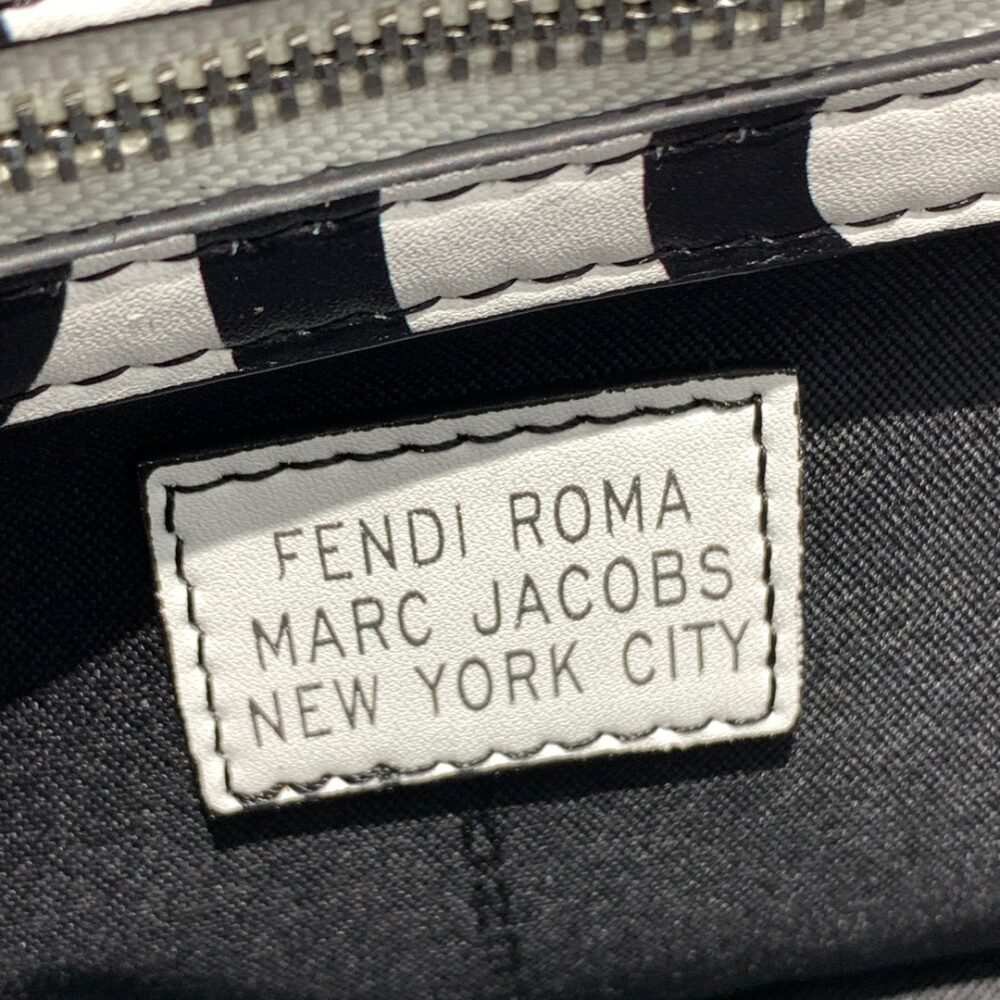 FENDI ROMA
MARC JACOBS
NEW YORK CITY